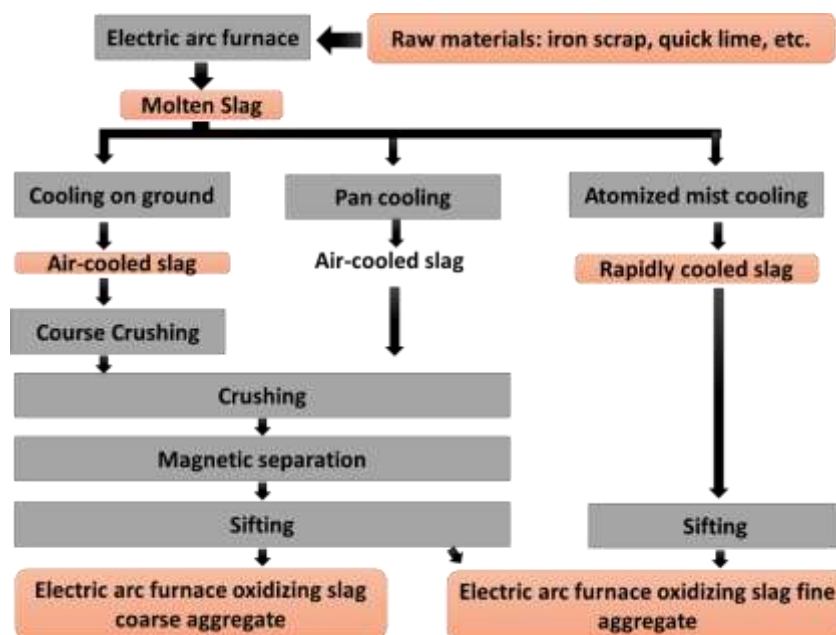 Electric arc furnace
Raw materials: iron scrap, quick lime, etc.
Molten Slag
Cooling on ground
Pan cooling
Atomized mist cooling
Air-cooled slag
Air-cooled slag
Rapidly cooled slag
Course Crushing
Crushing
Magnetic separation
Sifting
Sifting
Electric arc furnace oxidizing slag
coarse aggregate
Electric arc furnace oxidizing slag fine
aggregate